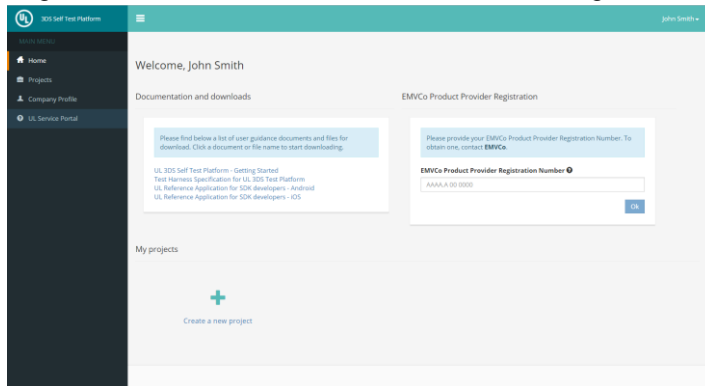 UL
3DS Self Test Platform
John Smith
MAIN MENU
Home
Projects
Company Profile
UL Service Portal
Welcome, John Smith
Documentation and downloads
Please find below a list of user guidance documents and files for
download. Click a document or file name to start downloading.
UL 3DS Self Test Platform - Getting Started
Test Harness Specification for UL 3DS Test Platform
UL Reference Application for SDK developers - Android
UL Reference Application for SDK developers - iOS
EMVCo Product Provider Registration
Please provide your EMVCo Product Provider Registration Number. To
obtain one, contact EMVCo.
EMVCo Product Provider Registration Number
AAAA.A 00 0000
Ok
My projects
Create a new project